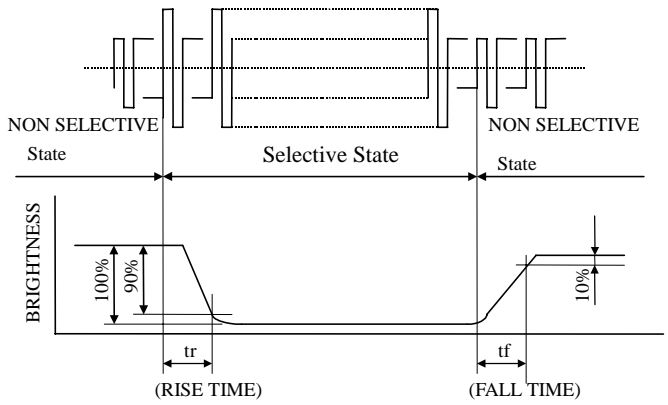 NON SELECTIVE
NON SELECTIVE
State
Selective State
State
BRIGHTNESS
100%
90%
10%
tr
tf
(RISE TIME)
(FALL TIME)